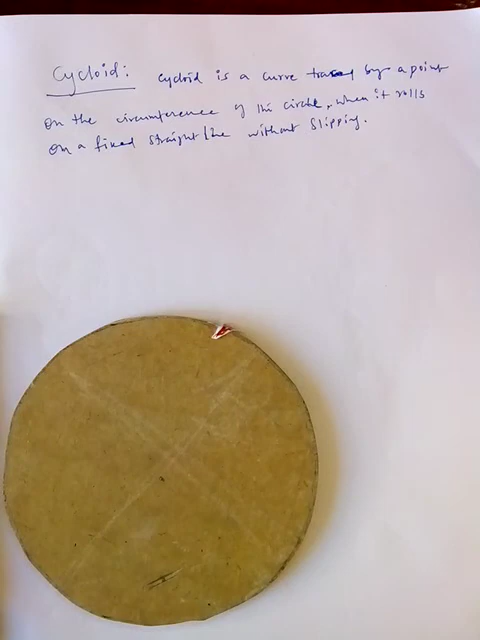 Cycloid: Cycloid is a curve traced by a point
on the circumference of the circle, when it rolls
on a fixed straight line without slipping.